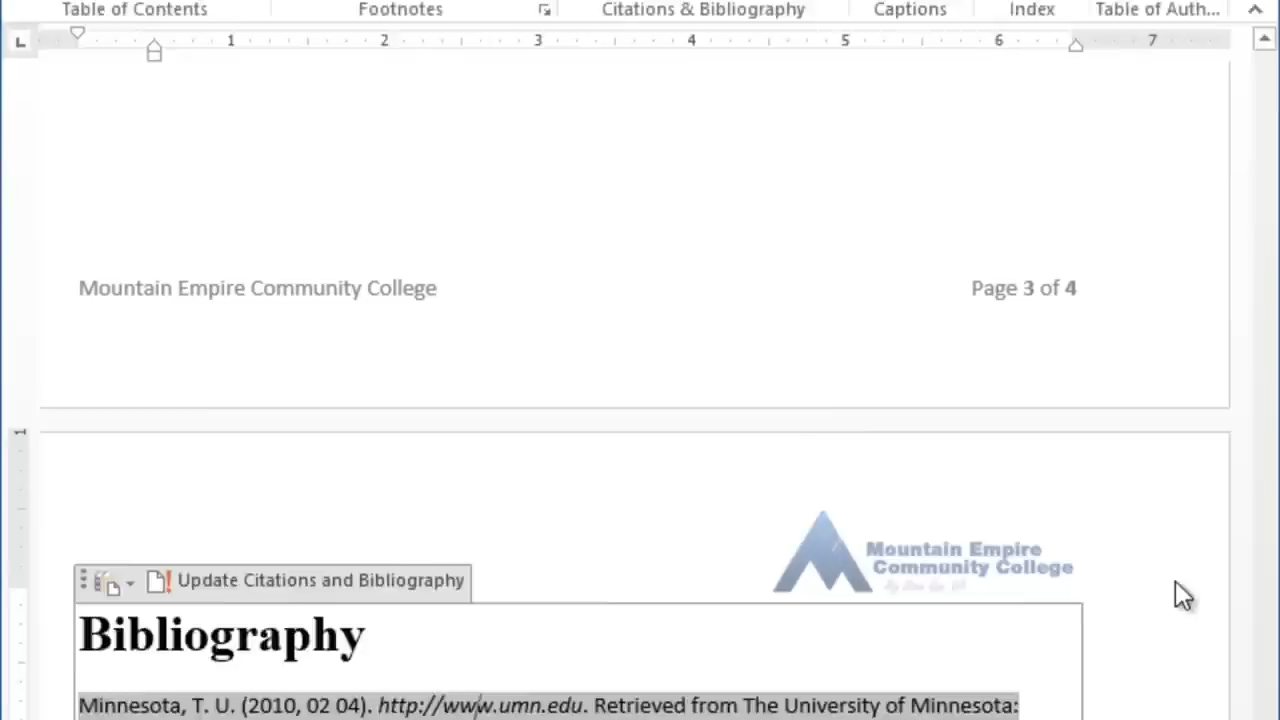 Table of Contents Footnotes Citations & Bibliography Captions Index Table of Auth...
L 1 2 3 4 5 6 7
Mountain Empire Community College Page 3 of 4
1
Mountain Empire
Community College
Update Citations and Bibliography
Bibliography
Minnesota, T. U. (2010, 02 04). http://www.umn.edu. Retrieved from The University of Minnesota: